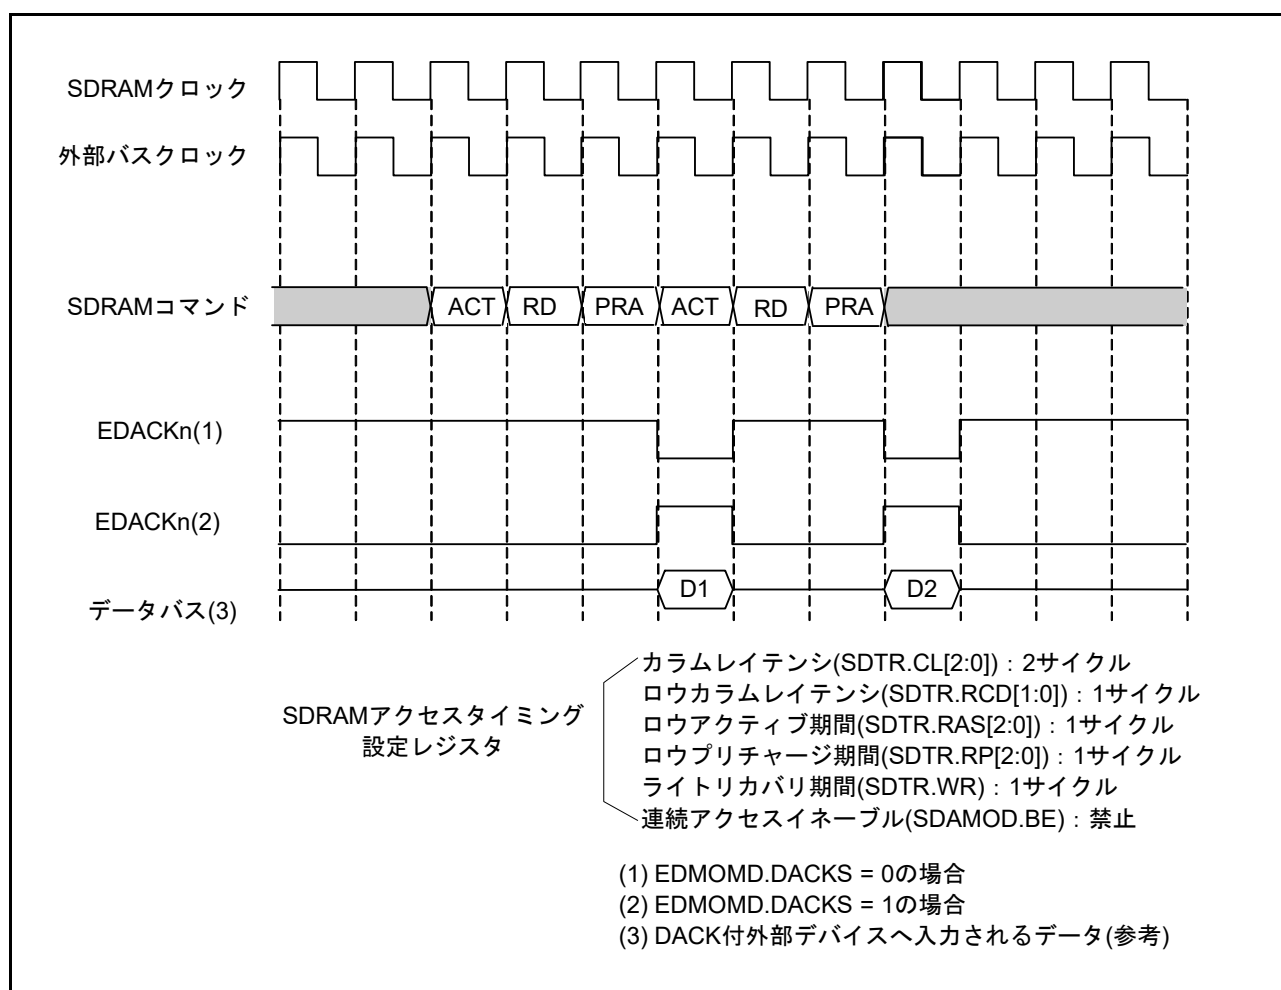 SDRAMクロック
外部バスクロック
SDRAMコマンド
ACT RD PRA ACT RD PRA
EDACKn(1)
EDACKn(2)
データバス(3)
D1 D2
SDRAMアクセスタイミング
設定レジスタ
カラムレイテンシ(SDTR.CL[2:0])：2サイクル
ロウカラムレイテンシ(SDTR.RCD[1:0])：1サイクル
ロウアクティブ期間(SDTR.RAS[2:0])：1サイクル
ロウプリチャージ期間(SDTR.RP[2:0])：1サイクル
ライトリカバリ期間(SDTR.WR)：1サイクル
連続アクセスイネーブル(SDAMOD.BE)：禁止
(1) EDMOMD.DACKS = 0の場合
(2) EDMOMD.DACKS = 1の場合
(3) DACK付外部デバイスへ入力されるデータ(参考)